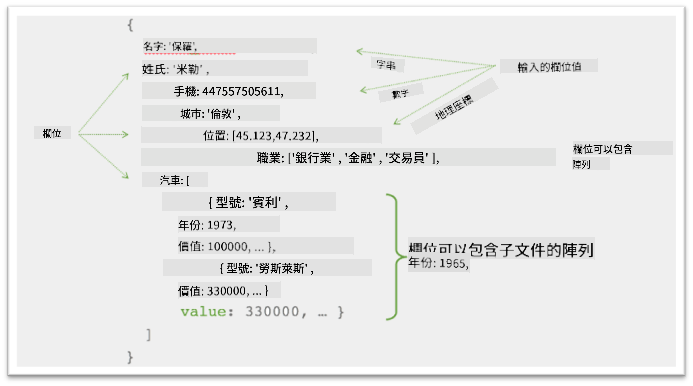 {
名字: '保羅',
姓氏: '米勒' ,
手機: 447557505611,
城市: '倫敦' ,
位置: [45.123,47.232],
職業: ['銀行業' , '金融' , '交易員' ],
汽車: [
{ 型號: '賓利' ,
年份: 1973,
價值: 100000, ... },
{ 型號: '勞斯萊斯' ,
價值: 330000, ... }
value: 330000, … }
]
}
欄位
字串
數字
地理座標
輸入的欄位值
欄位可以包含
陣列
欄位可以包含子文件的陣列
年份: 1965,